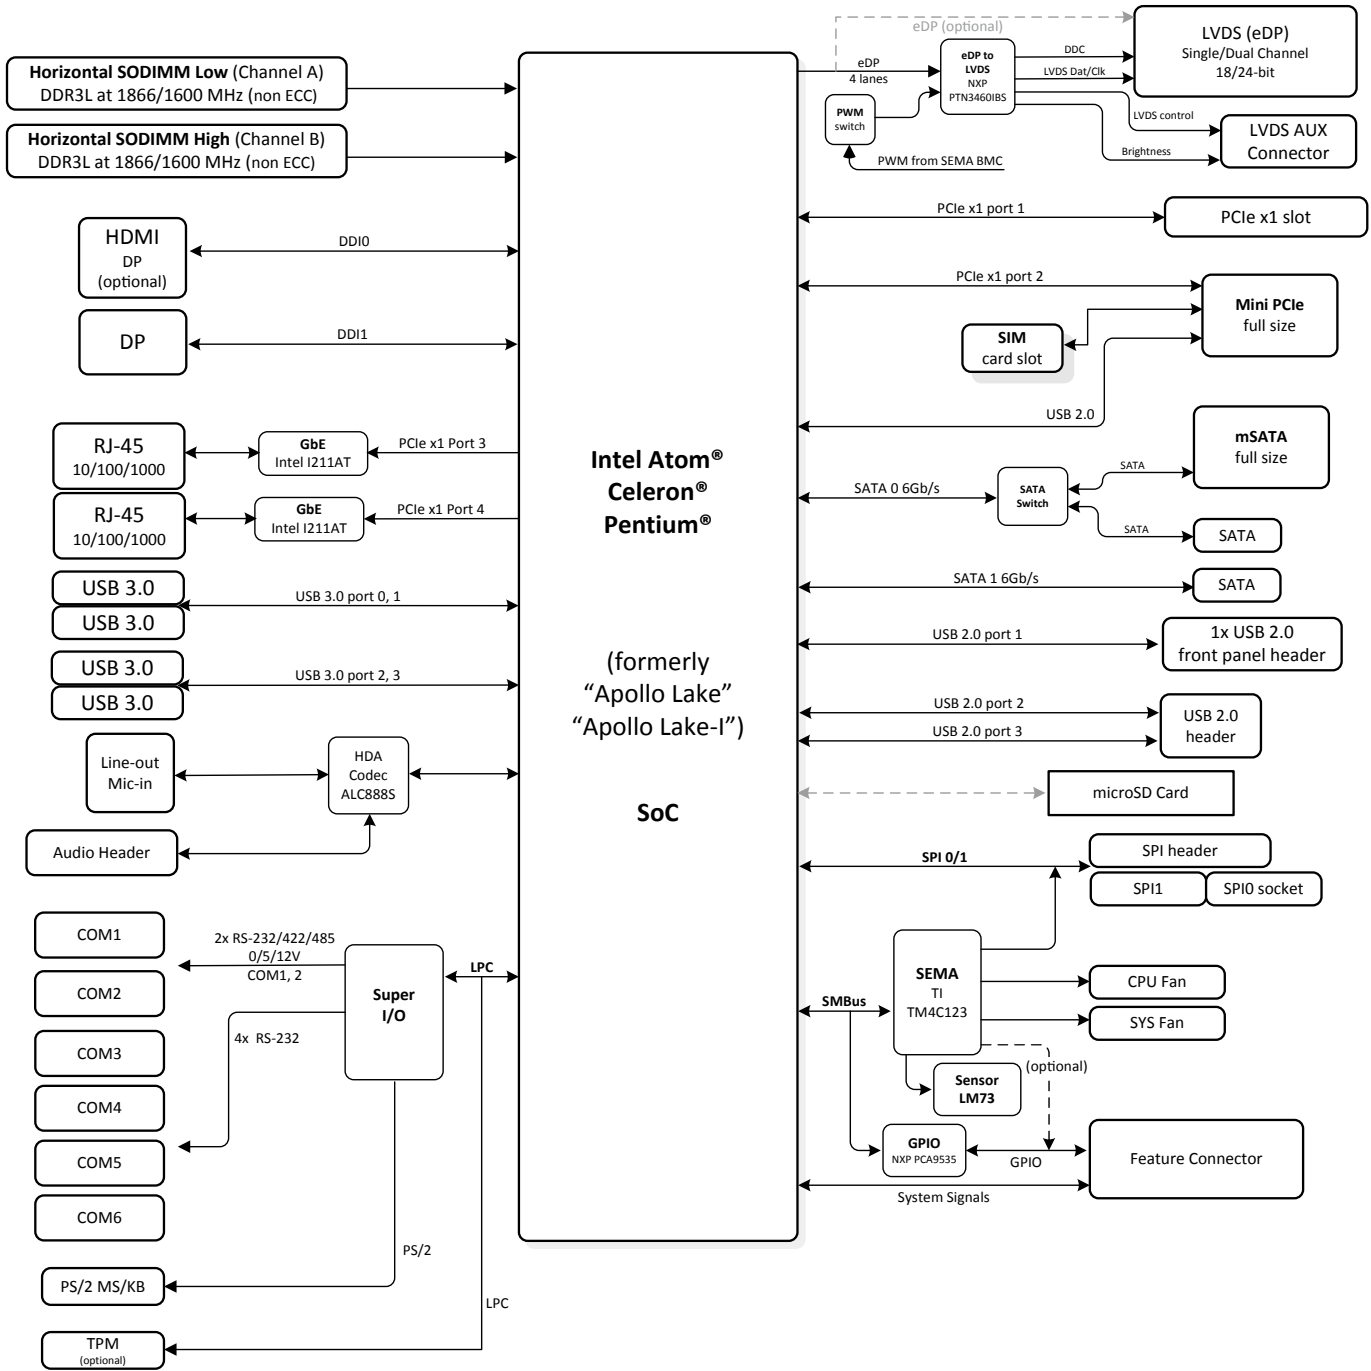 Horizontal SODIMM Low (Channel A)
DDR3L at 1866/1600 MHz (non ECC)
Horizontal SODIMM High (Channel B)
DDR3L at 1866/1600 MHz (non ECC)
HDMI
DP
(optional)
DDI0
DP
DDI1
RJ-45
10/100/1000
GbE
Intel I211AT
PCIe x1 Port 3
RJ-45
10/100/1000
GbE
Intel I211AT
PCIe x1 Port 4
USB 3.0
USB 3.0
USB 3.0 port 0, 1
USB 3.0
USB 3.0
USB 3.0 port 2, 3
Line-out
Mic-in
HDA
Codec
ALC888S
Audio Header
COM1
COM2
COM3
COM4
COM5
COM6
2x RS-232/422/485
0/5/12V
COM1, 2
4x RS-232
Super
I/O
LPC
PS/2
PS/2 MS/KB
LPC
TPM
(optional)
Intel Atom®
Celeron®
Pentium®
(formerly
“Apollo Lake”
“Apollo Lake-I”)
SoC
eDP (optional)
eDP
4 lanes
eDP to
LVDS
NXP
PTN3460IBS
PWM
switch
PWM from SEMA BMC
DDC
LVDS Dat/Clk
LVDS control
Brightness
LVDS (eDP)
Single/Dual Channel
18/24-bit
LVDS AUX
Connector
PCIe x1 port 1
PCIe x1 slot
PCIe x1 port 2
Mini PCIe
full size
SIM
card slot
USB 2.0
mSATA
full size
SATA 0 6Gb/s
SATA
Switch
SATA
SATA
SATA
SATA 1 6Gb/s
SATA
USB 2.0 port 1
1x USB 2.0
front panel header
USB 2.0 port 2
USB 2.0 port 3
USB 2.0
header
microSD Card
SPI 0/1
SPI header
SPI1
SPI0 socket
SEMA
TI
TM4C123
SMBus
CPU Fan
SYS Fan
(optional)
Sensor
LM73
GPIO
NXP PCA9535
GPIO
Feature Connector
System Signals